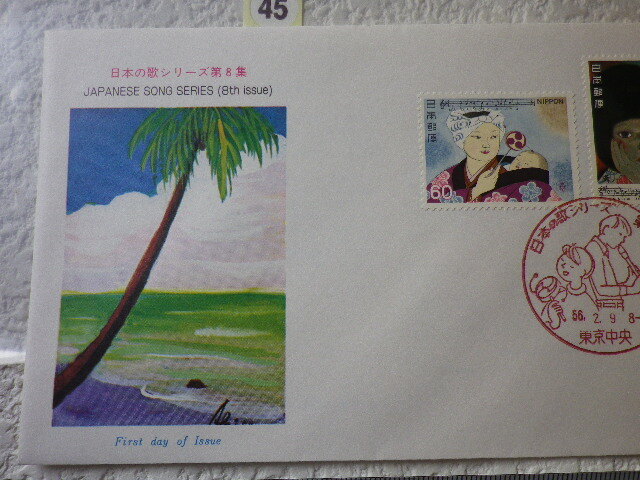 45
日本の歌シリーズ第8集
JAPANESE SONG SERIES (8th issue)
日本郵便
NIPPON
60
日本郵便
日本の歌シリーズ
56. 2. 9 8-
東京中央
First day of Issue